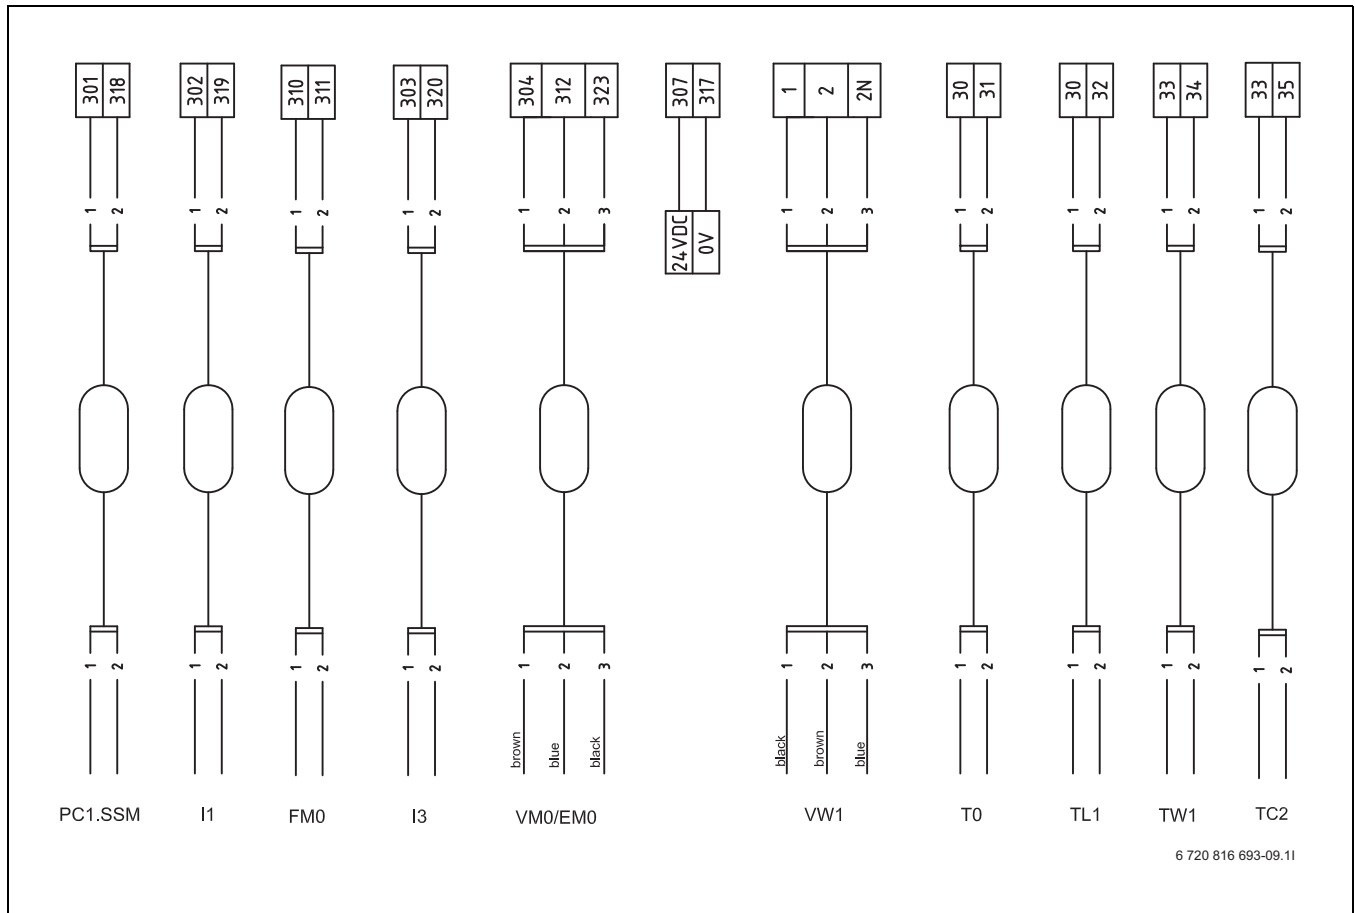 301 318 302 319 310 311 303 320 304 312 323 307 317 1 2 2N 30 31 30 32 33 34 33 35
1 2 1 2 1 2 1 2 1 2 3 1 2 3 1 2 1 2 1 2 1 2
24VDC 0V
1 2 1 2 1 2 1 2 1 2 3 1 2 3 1 2 1 2 1 2 1 2
brown blue black black brown blue
PC1.SSM I1 FM0 I3 VM0/EM0 VW1 T0 TL1 TW1 TC2
6 720 816 693-09.1I